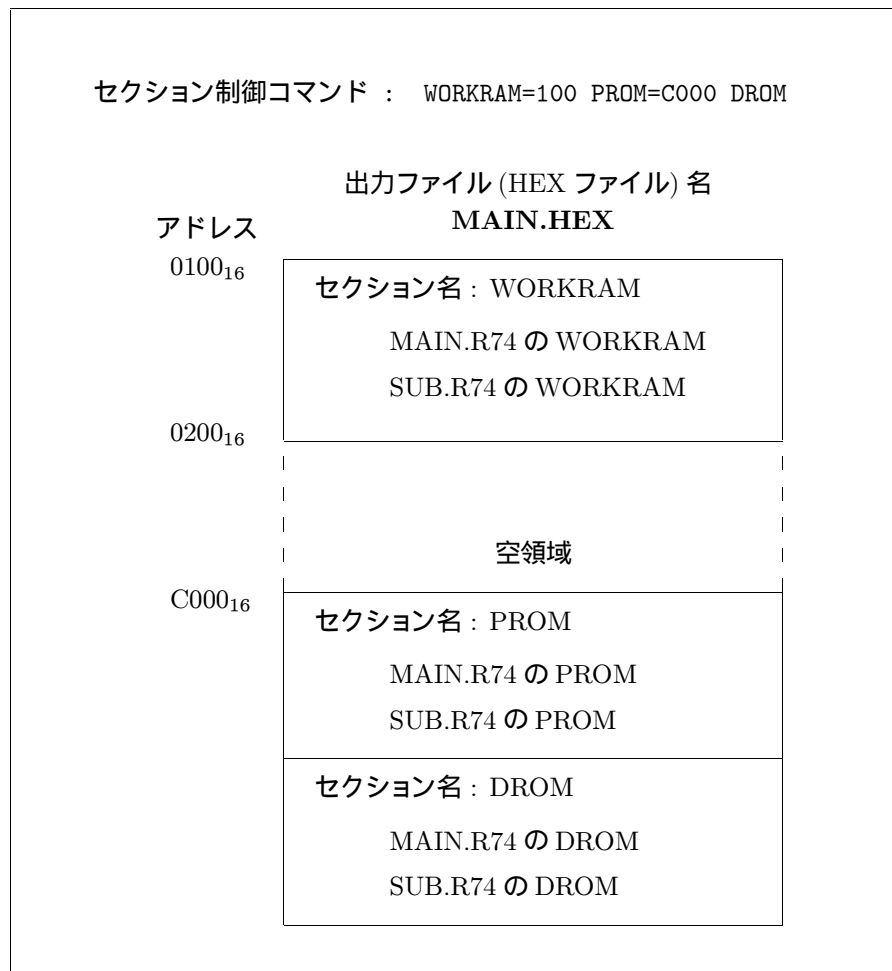 セクション制御コマンド : WORKRAM=100 PROM=C000 DROM
出力ファイル (HEX ファイル) 名
アドレス MAIN.HEX
0100₁₆
セクション名 : WORKRAM
MAIN.R74 の WORKRAM
SUB.R74 の WORKRAM
0200₁₆
空領域
C000₁₆
セクション名 : PROM
MAIN.R74 の PROM
SUB.R74 の PROM
セクション名 : DROM
MAIN.R74 の DROM
SUB.R74 の DROM